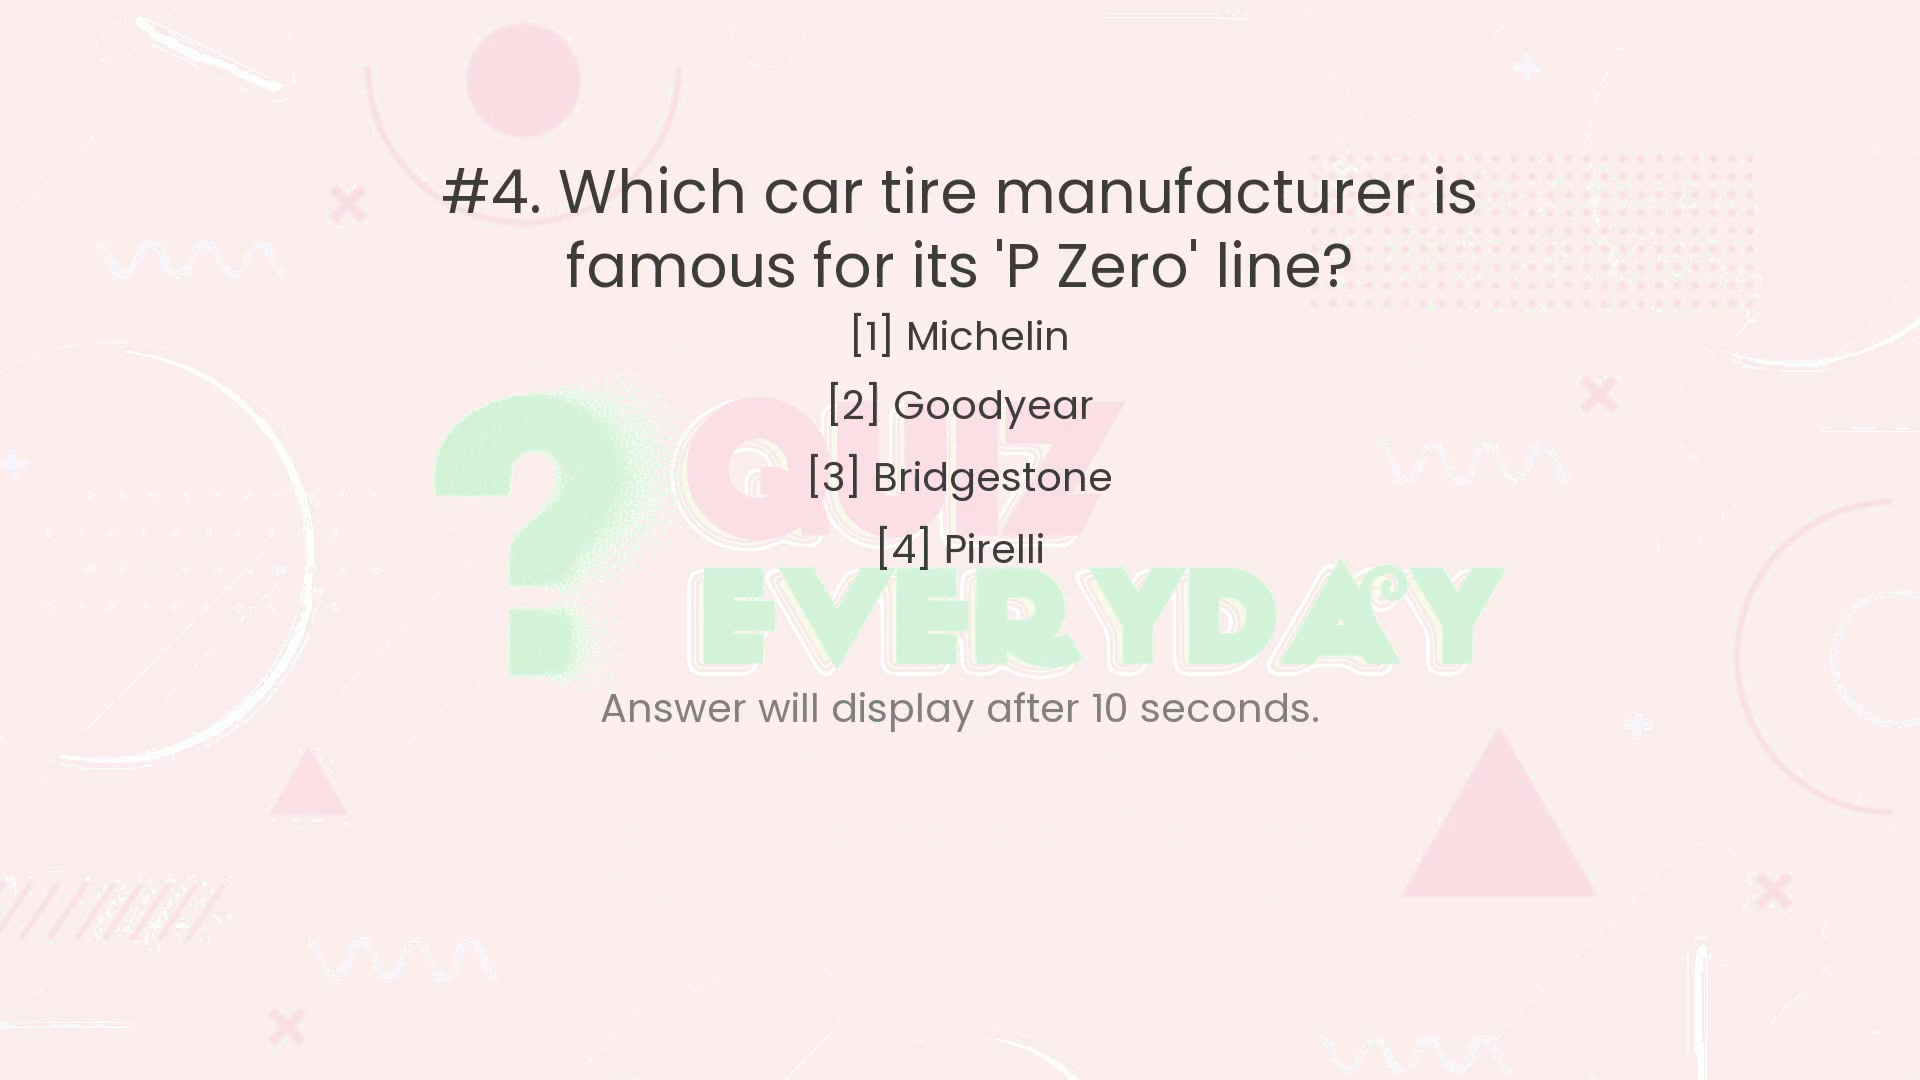 #4. Which car tire manufacturer is
famous for its 'P Zero' line?
[1] Michelin
[2] Goodyear
[3] Bridgestone
[4] Pirelli
? QUIZ
EVERYDAY
Answer will display after 10 seconds.